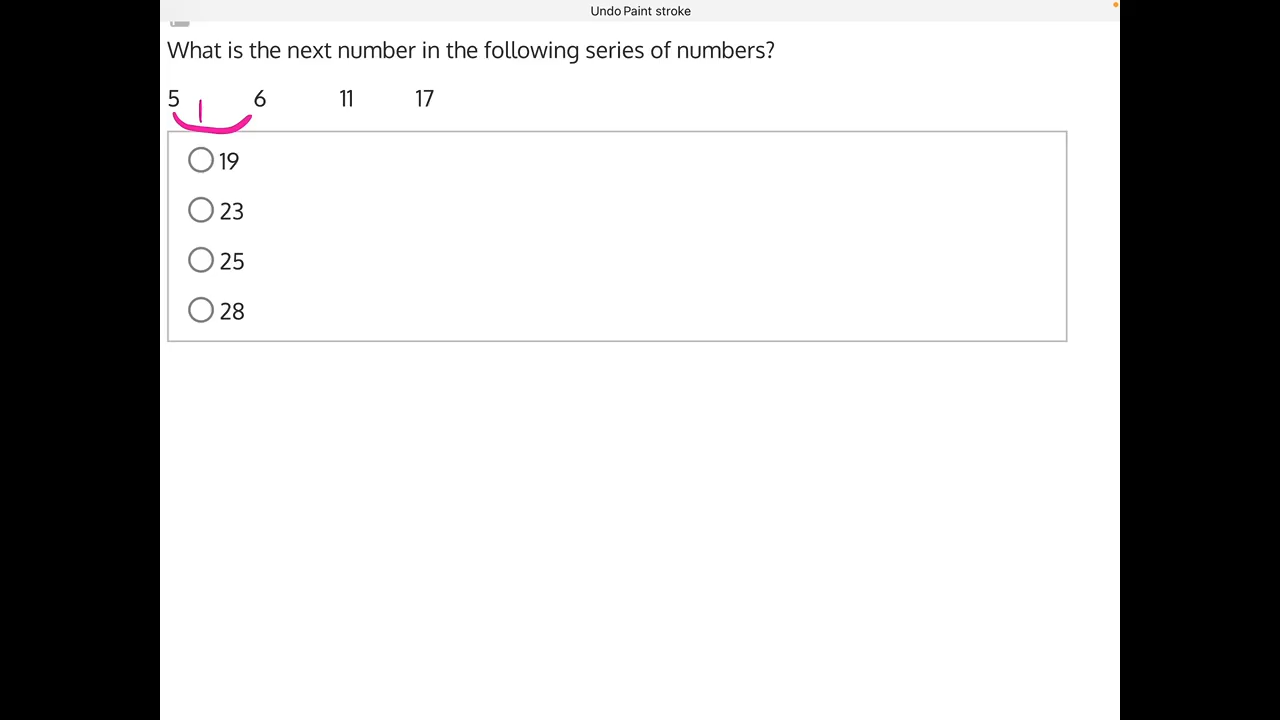 Undo Paint stroke
What is the next number in the following series of numbers?
5 6 11 17
1
19
23
25
28